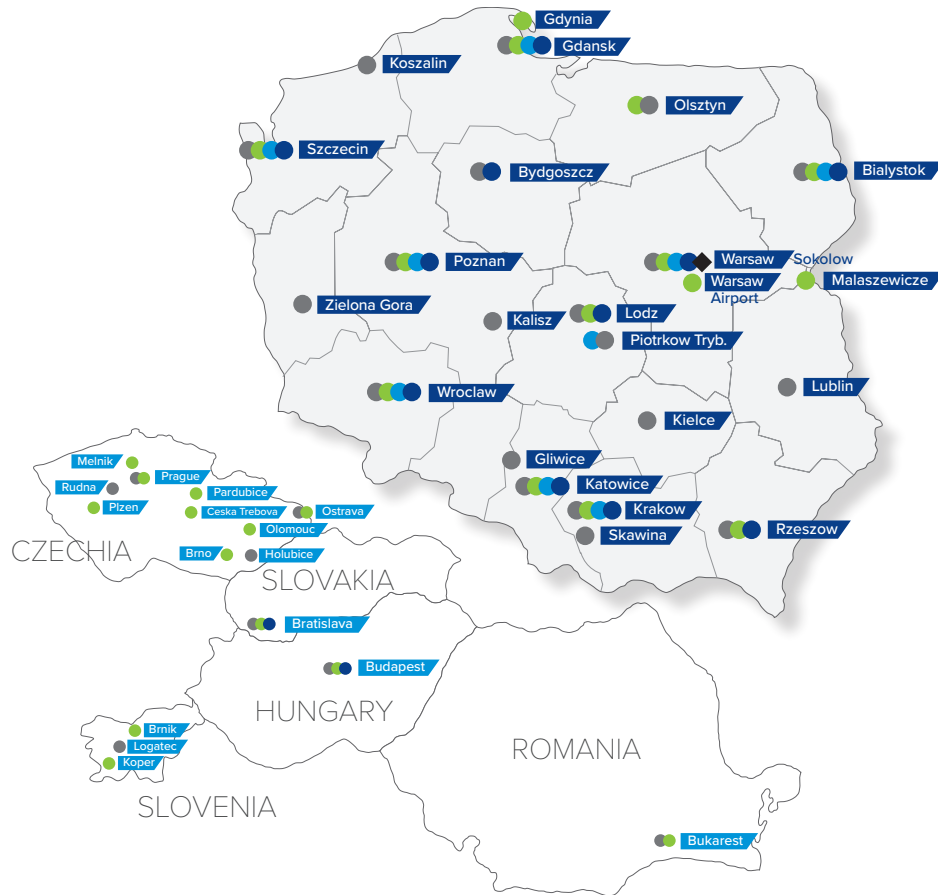 Gdynia
Gdansk
Koszalin
Olsztyn
Szczecin
Bydgoszcz
Bialystok
Poznan
Warsaw Sokolow
Warsaw
Airport
Malaszewicze
Zielona Gora
Kalisz
Lodz
Piotrkow Tryb.
Lublin
Wroclaw
Kielce
Gliwice
Katowice
Krakow
Skawina
Rzeszow
Melnik
Prague
Rudna
Pardubice
Plzen
Ceska Trebova
Ostrava
Olomouc
CZECHIA
Brno
Holubice
SLOVAKIA
Bratislava
Budapest
HUNGARY
Brnik
Logatec
Koper
ROMANIA
SLOVENIA
Bukarest